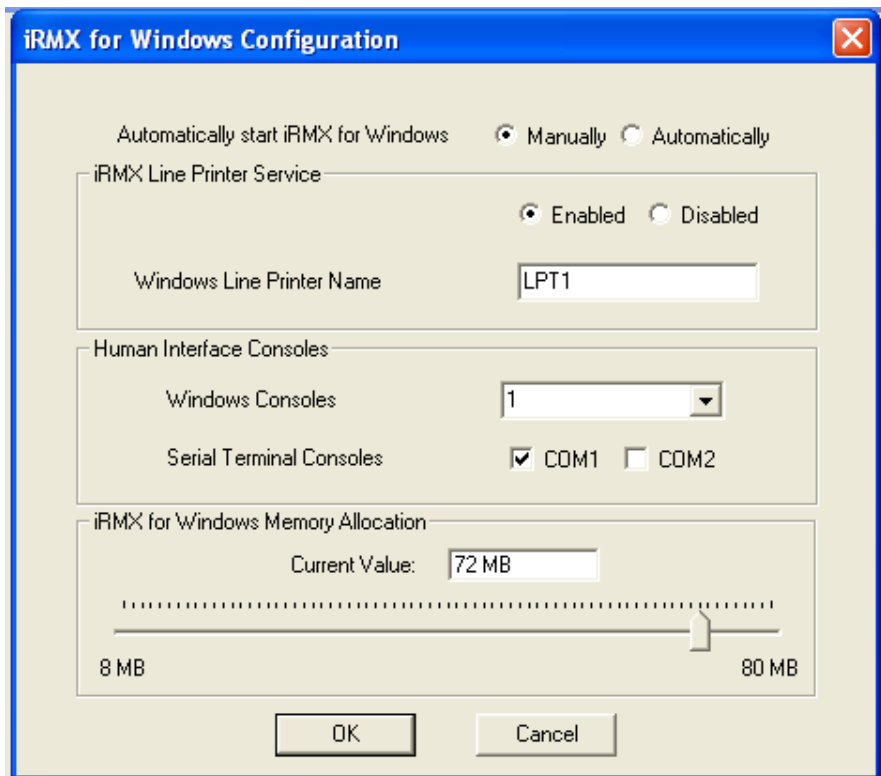 iRMX for Windows Configuration
Automatically start iRMX for Windows Manually Automatically
iRMX Line Printer Service
Enabled Disabled
Windows Line Printer Name LPT1
Human Interface Consoles
Windows Consoles 1
Serial Terminal Consoles COM1 COM2
iRMX for Windows Memory Allocation
Current Value: 72 MB
8 MB 80 MB
OK Cancel